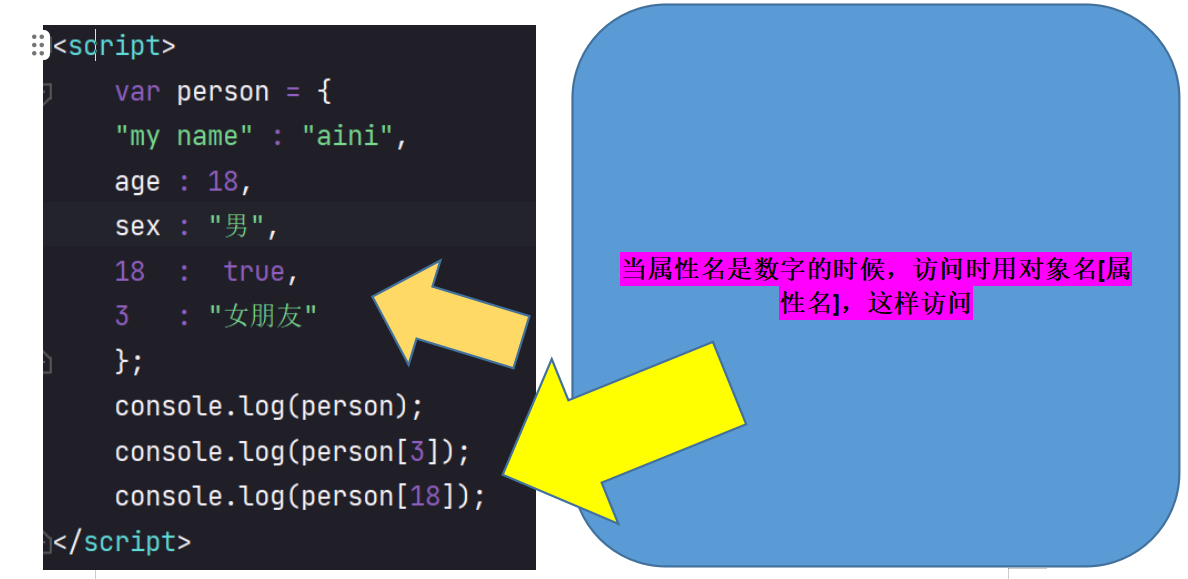 <script>
var person = {
"my name" : "aini",
age : 18,
sex : "男",
18 : true,
3 : "女朋友"
};
console.log(person);
console.log(person[3]);
console.log(person[18]);
</script>
当属性名是数字的时候，访问时用对象名[属
性名]，这样访问